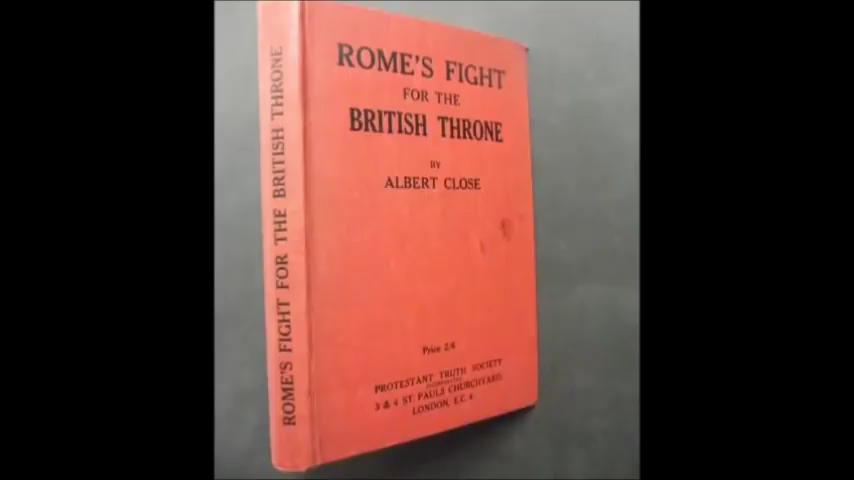 ROME'S FIGHT FOR THE BRITISH THRONE
ROME'S FIGHT
FOR THE
BRITISH THRONE
BY
ALBERT CLOSE
Price 2/6
PROTESTANT TRUTH SOCIETY
3 & 4 ST. PAULS CHURCHYARD,
LONDON, E.C. 4